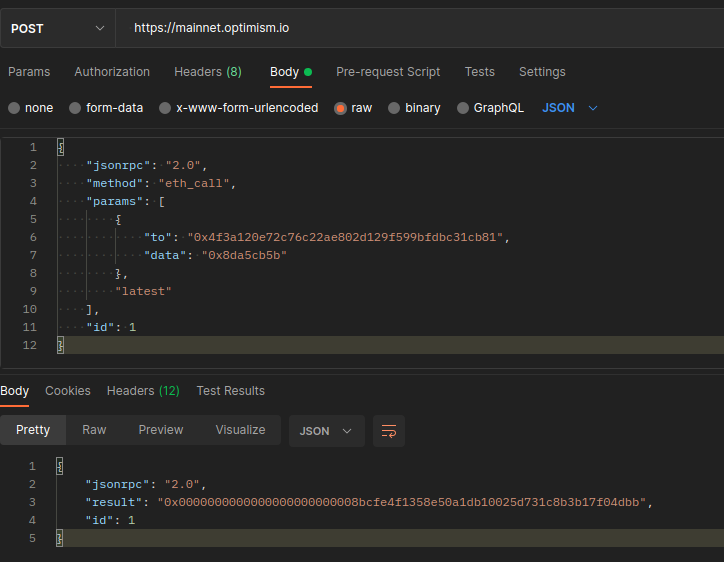 POST https://mainnet.optimism.io
Params Authorization Headers (8) Body Pre-request Script Tests Settings
none form-data x-www-form-urlencoded raw binary GraphQL JSON
1 {
2 "jsonrpc": "2.0",
3 "method": "eth_call",
4 "params": [
5 {
6 "to": "0x4f3a120e72c76c22ae802d129f599bfdbc31cb81",
7 "data": "0x8da5cb5b"
8 },
9 "latest"
10 ],
11 "id": 1
12 }
Body Cookies Headers (12) Test Results
Pretty Raw Preview Visualize JSON
1 {
2 "jsonrpc": "2.0",
3 "result": "0x0000000000000000000000008bcfe4f1358e50a1db10025d731c8b3b17f04dbb",
4 "id": 1
5 }